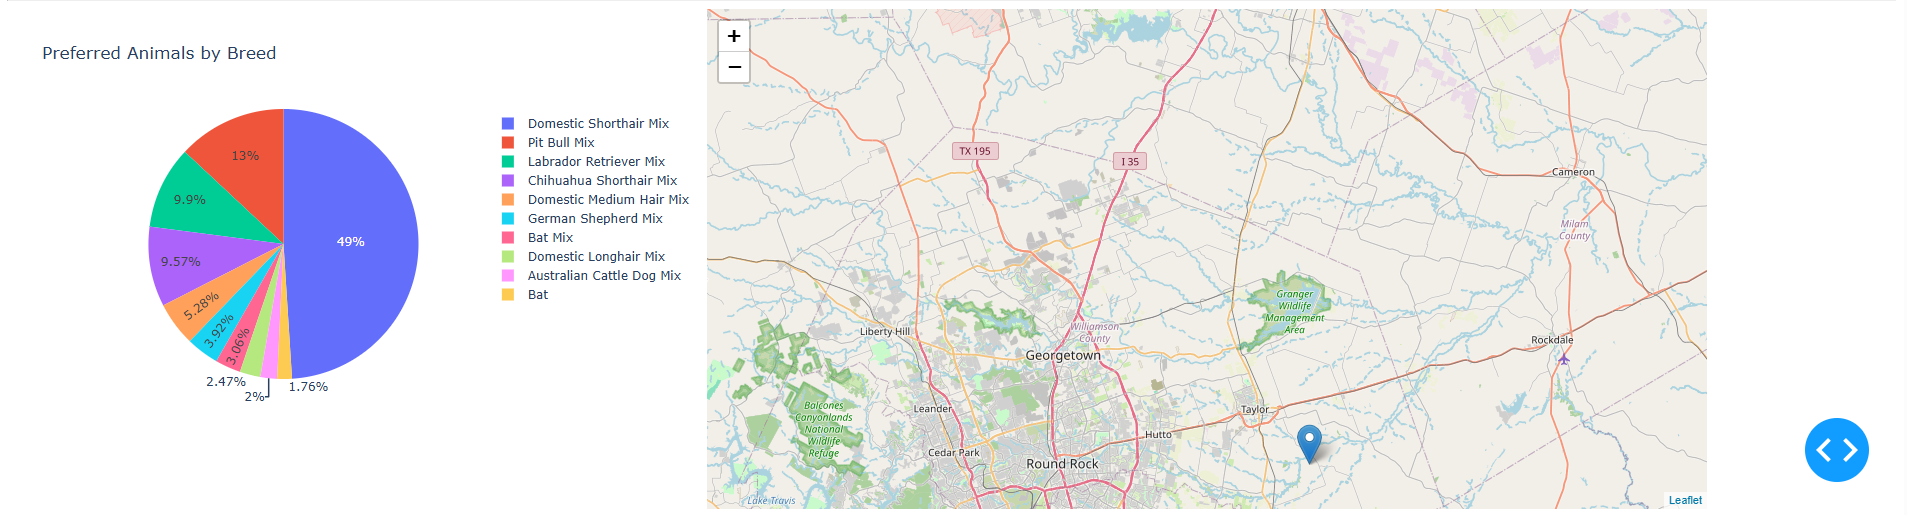 Preferred Animals by Breed
49%
13%
9.9%
9.57%
5.28%
3.92%
3.06%
2.47%
2%
1.76%
Domestic Shorthair Mix
Pit Bull Mix
Labrador Retriever Mix
Chihuahua Shorthair Mix
Domestic Medium Hair Mix
German Shepherd Mix
Bat Mix
Domestic Longhair Mix
Australian Cattle Dog Mix
Bat
+
−
TX 195
I 35
Cameron
Milam
County
Granger
Wildlife
Management
Area
Liberty Hill
Williamson
County
Georgetown
Rockdale
Balcones
Canyonlands
National
Wildlife
Refuge
Leander
Taylor
Hutto
Cedar Park
Round Rock
Lake Travis
Leaflet